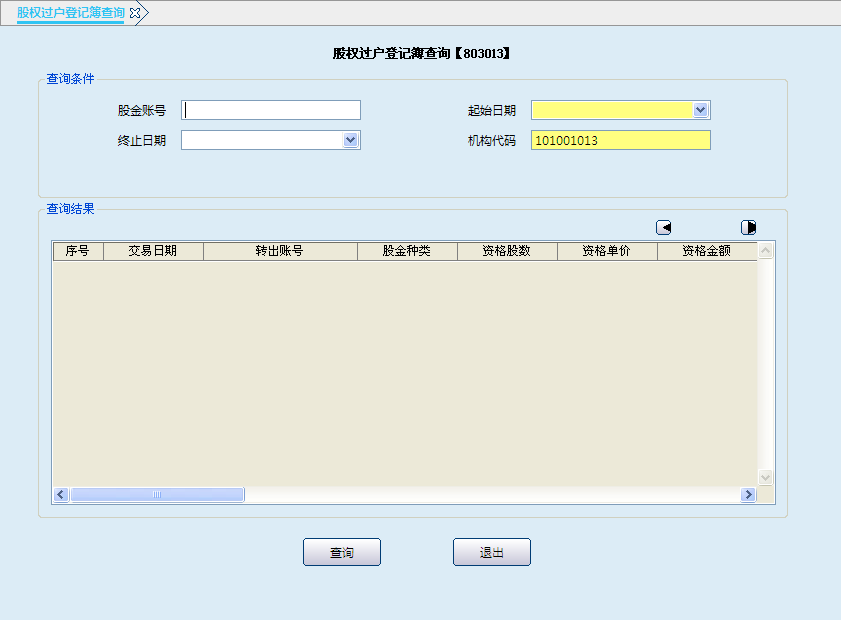 股权过户登记簿查询
股权过户登记簿查询【803013】
查询条件
股金账号 起始日期
终止日期 机构代码 101001013
查询结果
序号 交易日期 转出账号 股金种类 资格股数 资格单价 资格金额
查询 退出